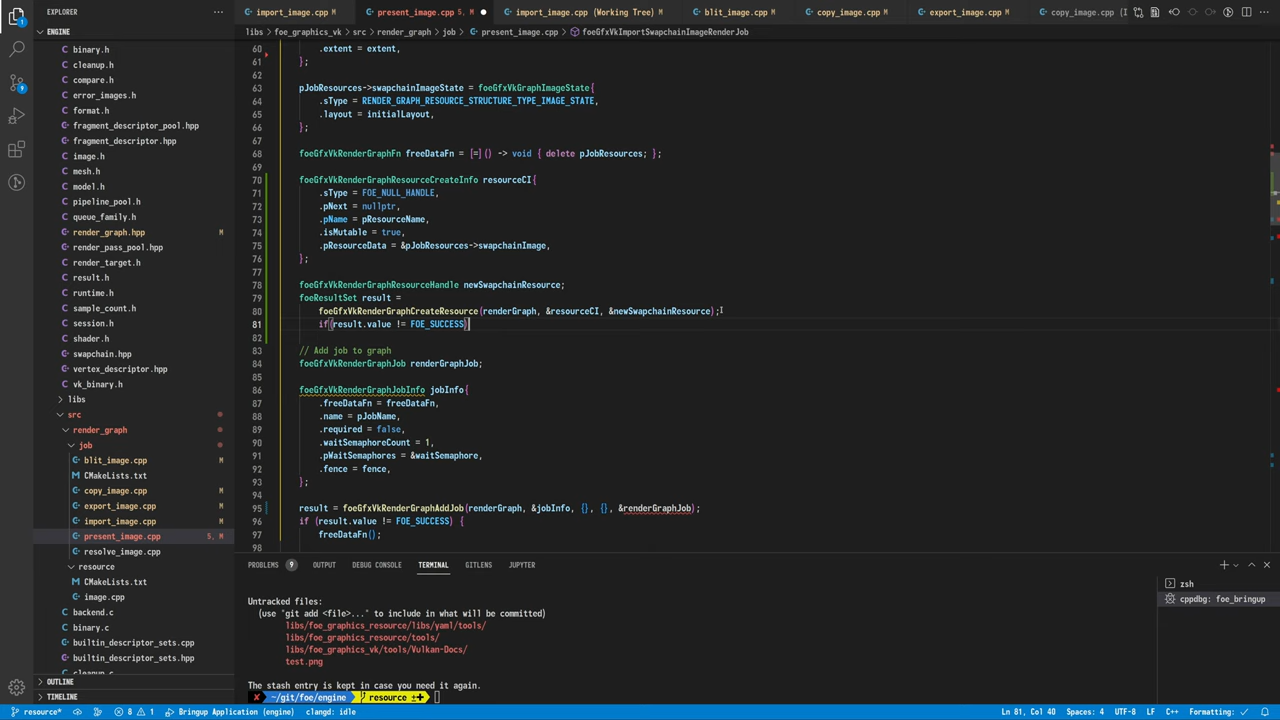 EXPLORER
···
import_image.cpp
present_image.cpp 5, M
import_image.cpp (Working Tree) M
blit_image.cpp M
copy_image.cpp M
export_image.cpp M
copy_image.cpp (I
ENGINE
libs > foe_graphics_vk > src > render_graph > job > present_image.cpp > foeGfxVkImportSwapchainImageRenderJob
binary.h
cleanup.h
compare.h
error_images.h
format.h
fragment_descriptor_pool.hpp
fragment_descriptor.hpp
image.h
mesh.h
model.h
pipeline_pool.h
queue_family.h
render_graph.hpp M
render_pass_pool.h
render_target.h
result.h
runtime.h
sample_count.h
session.h
shader.h
swapchain.hpp
vertex_descriptor.hpp
vk_binary.h
libs
src
render_graph
job
blit_image.cpp M
CMakeLists.txt
copy_image.cpp M
export_image.cpp M
import_image.cpp M
present_image.cpp 5, M
resolve_image.cpp
resource
CMakeLists.txt
image.cpp
backend.c
binary.c
builtin_descriptor_sets.cpp
builtin_descriptor_sets.hpp
cleanup.c
OUTLINE
TIMELINE
60 .extent = extent,
61 };
62
63 pJobResources->swapchainImageState = foeGfxVkGraphImageState{
64 .sType = RENDER_GRAPH_RESOURCE_STRUCTURE_TYPE_IMAGE_STATE,
65 .layout = initialLayout,
66 };
67
68 foeGfxVkRenderGraphFn freeDataFn = [=]() -> void { delete pJobResources; };
69
70 foeGfxVkRenderGraphResourceCreateInfo resourceCI{
71 .sType = FOE_NULL_HANDLE,
72 .pNext = nullptr,
73 .pName = pResourceName,
74 .isMutable = true,
75 .pResourceData = &pJobResources->swapchainImage,
76 };
77
78 foeGfxVkRenderGraphResourceHandle newSwapchainResource;
79 foeResultSet result =
80 foeGfxVkRenderGraphCreateResource(renderGraph, &resourceCI, &newSwapchainResource);
81 if(result.value != FOE_SUCCESS)
82
83 // Add job to graph
84 foeGfxVkRenderGraphJob renderGraphJob;
85
86 foeGfxVkRenderGraphJobInfo jobInfo{
87 .freeDataFn = freeDataFn,
88 .name = pJobName,
89 .required = false,
90 .waitSemaphoreCount = 1,
91 .pWaitSemaphores = &waitSemaphore,
92 .fence = fence,
93 };
94
95 result = foeGfxVkRenderGraphAddJob(renderGraph, &jobInfo, {}, {}, &renderGraphJob);
96 if (result.value != FOE_SUCCESS) {
97 freeDataFn();
98
PROBLEMS 9 OUTPUT DEBUG CONSOLE TERMINAL GITLENS JUPYTER
Untracked files:
(use "git add <file>..." to include in what will be committed)
libs/foe_graphics_resource/libs/yaml/tools/
libs/foe_graphics_resource/tools/
libs/foe_graphics_vk/tools/Vulkan-Docs/
test.png
The stash entry is kept in case you need it again.
~/git/foe/engine resource
zsh
cppdbg: foe_bringup
resource* 8 1 Bringup Application (engine) clangd: idle
Ln 81, Col 40 Spaces: 4 UTF-8 LF C++ Formatting: ✓